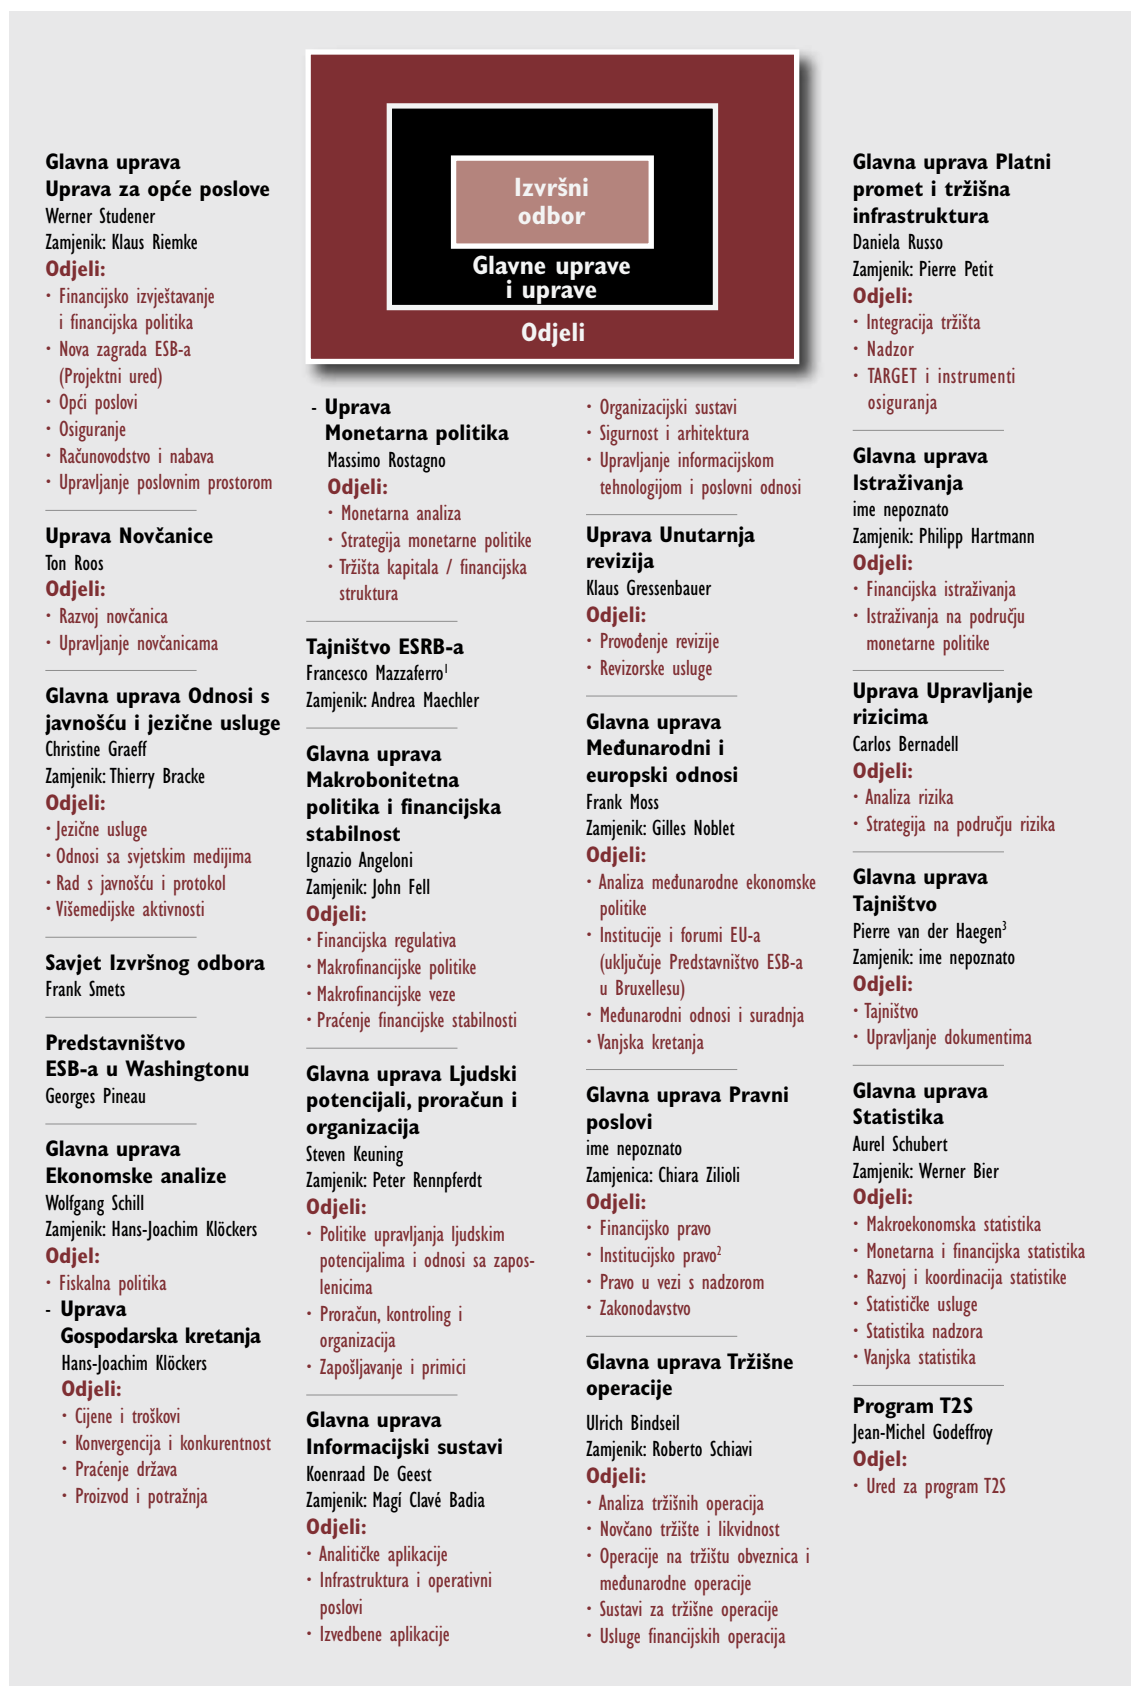 Izvršni
odbor
Glavne uprave
i uprave
Odjeli
Glavna uprava
Uprava za opće poslove
Werner Studener
Zamjenik: Klaus Riemke
Odjeli:
• Financijsko izvještavanje
i financijska politika
• Nova zagrada ESB-a
(Projektni ured)
• Opći poslovi
• Osiguranje
• Računovodstvo i nabava
• Upravljanje poslovnim prostorom
Uprava Novčanice
Ton Roos
Odjeli:
• Razvoj novčanica
• Upravljanje novčanicama
Glavna uprava Odnosi s
javnošću i jezične usluge
Christine Graeff
Zamjenik: Thierry Bracke
Odjeli:
• Jezične usluge
• Odnosi sa svjetskim medijima
• Rad s javnošću i protokol
• Višemedijske aktivnosti
Savjet Izvršnog odbora
Frank Smets
Predstavništvo
ESB-a u Washingtonu
Georges Pineau
Glavna uprava
Ekonomske analize
Wolfgang Schill
Zamjenik: Hans-Joachim Klöckers
Odjel:
• Fiskalna politika
- Uprava
Gospodarska kretanja
Hans-Joachim Klöckers
Odjeli:
• Cijene i troškovi
• Konvergencija i konkurentnost
• Praćenje država
• Proizvod i potražnja
- Uprava
Monetarna politika
Massimo Rostagno
Odjeli:
• Monetarna analiza
• Strategija monetarne politike
• Tržišta kapitala / financijska
struktura
Tajništvo ESRB-a
Francesco Mazzaferro¹
Zamjenik: Andrea Maechler
Glavna uprava
Makrobonitetna
politika i financijska
stabilnost
Ignazio Angeloni
Zamjenik: John Fell
Odjeli:
• Financijska regulativa
• Makrofinancijske politike
• Makrofinancijske veze
• Praćenje financijske stabilnosti
Glavna uprava Ljudski
potencijali, proračun i
organizacija
Steven Keuning
Zamjenik: Peter Rennpferdt
Odjeli:
• Politike upravljanja ljudskim
potencijalima i odnosi sa zapos-
lenicima
• Proračun, kontroling i
organizacija
• Zapošljavanje i primici
Glavna uprava
Informacijski sustavi
Koenraad De Geest
Zamjenik: Magí Clavé Badia
Odjeli:
• Analitičke aplikacije
• Infrastruktura i operativni
poslovi
• Izvedbene aplikacije
• Organizacijski sustavi
• Sigurnost i arhitektura
• Upravljanje informacijskom
tehnologijom i poslovni odnosi
Uprava Unutarnja
revizija
Klaus Gressenbauer
Odjeli:
• Provođenje revizije
• Revizorske usluge
Glavna uprava
Međunarodni i
europski odnosi
Frank Moss
Zamjenik: Gilles Noblet
Odjeli:
• Analiza međunarodne ekonomske
politike
• Institucije i forumi EU-a
(uključuje Predstavništvo ESB-a
u Bruxellesu)
• Međunarodni odnosi i suradnja
• Vanjska kretanja
Glavna uprava Pravni
poslovi
ime nepoznato
Zamjenica: Chiara Zilioli
Odjeli:
• Financijsko pravo
• Institucijsko pravo²
• Pravo u vezi s nadzorom
• Zakonodavstvo
Glavna uprava Tržišne
operacije
Ulrich Bindseil
Zamjenik: Roberto Schiavi
Odjeli:
• Analiza tržišnih operacija
• Novčano tržište i likvidnost
• Operacije na tržištu obveznica i
međunarodne operacije
• Sustavi za tržišne operacije
• Usluge financijskih operacija
Glavna uprava Platni
promet i tržišna
infrastruktura
Daniela Russo
Zamjenik: Pierre Petit
Odjeli:
• Integracija tržišta
• Nadzor
• TARGET i instrumenti
osiguranja
Glavna uprava
Istraživanja
ime nepoznato
Zamjenik: Philipp Hartmann
Odjeli:
• Financijska istraživanja
• Istraživanja na području
monetarne politike
Uprava Upravljanje
rizicima
Carlos Bernadell
Odjeli:
• Analiza rizika
• Strategija na području rizika
Glavna uprava
Tajništvo
Pierre van der Haegen³
Zamjenik: ime nepoznato
Odjeli:
• Tajništvo
• Upravljanje dokumentima
Glavna uprava
Statistika
Aurel Schubert
Zamjenik: Werner Bier
Odjeli:
• Makroekonomska statistika
• Monetarna i financijska statistika
• Razvoj i koordinacija statistike
• Statističke usluge
• Statistika nadzora
• Vanjska statistika
Program T2S
Jean-Michel Godeffroy
Odjel:
• Ured za program T2S